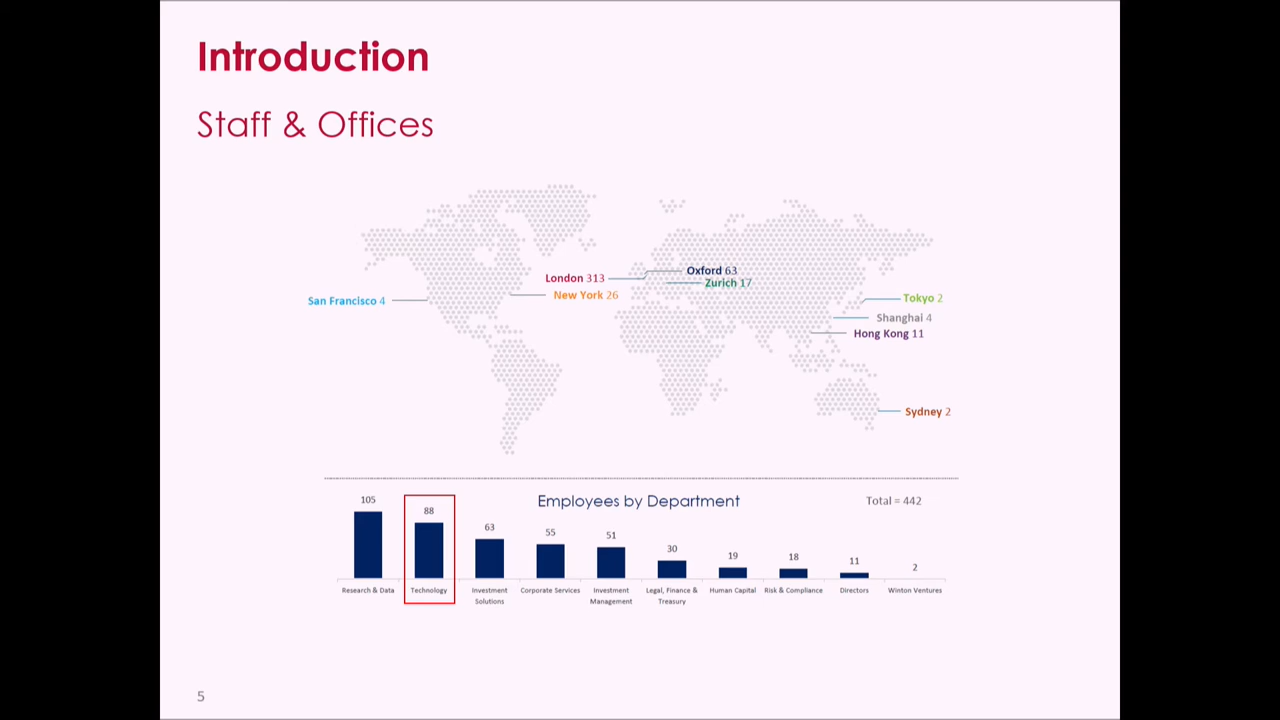 Introduction
Staff & Offices
Oxford 63
London 313
Zurich 17
New York 26
San Francisco 4
Tokyo 2
Shanghai 4
Hong Kong 11
Sydney 2
Employees by Department
Total = 442
105
88
63
55
51
30
19
18
11
2
Research & Data
Technology
Investment
Solutions
Corporate Services
Investment
Management
Legal, Finance &
Treasury
Human Capital
Risk & Compliance
Directors
Winton Ventures
5